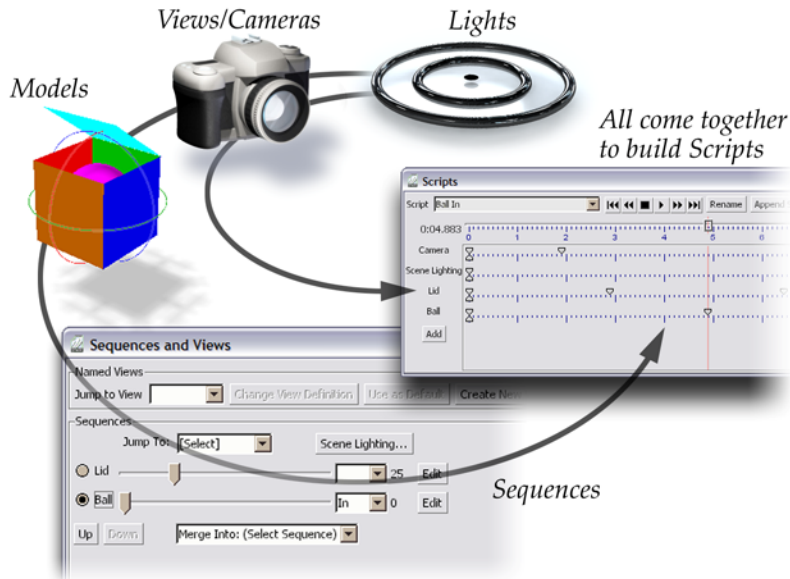 Views/Cameras
Lights
Models
All come together
to build Scripts
Scripts
Script Ball In Rename Append
0:04.883 0 1 2 3 4 5 6
Camera
Scene Lighting
Lid
Ball
Add
Sequences and Views
Named Views
Jump to View Change View Definition Use as Default Create New
Sequences
Jump To: [Select] Scene Lighting...
Lid 25 Edit
Ball In 0 Edit
Up Down Merge Into: (Select Sequence)
Sequences